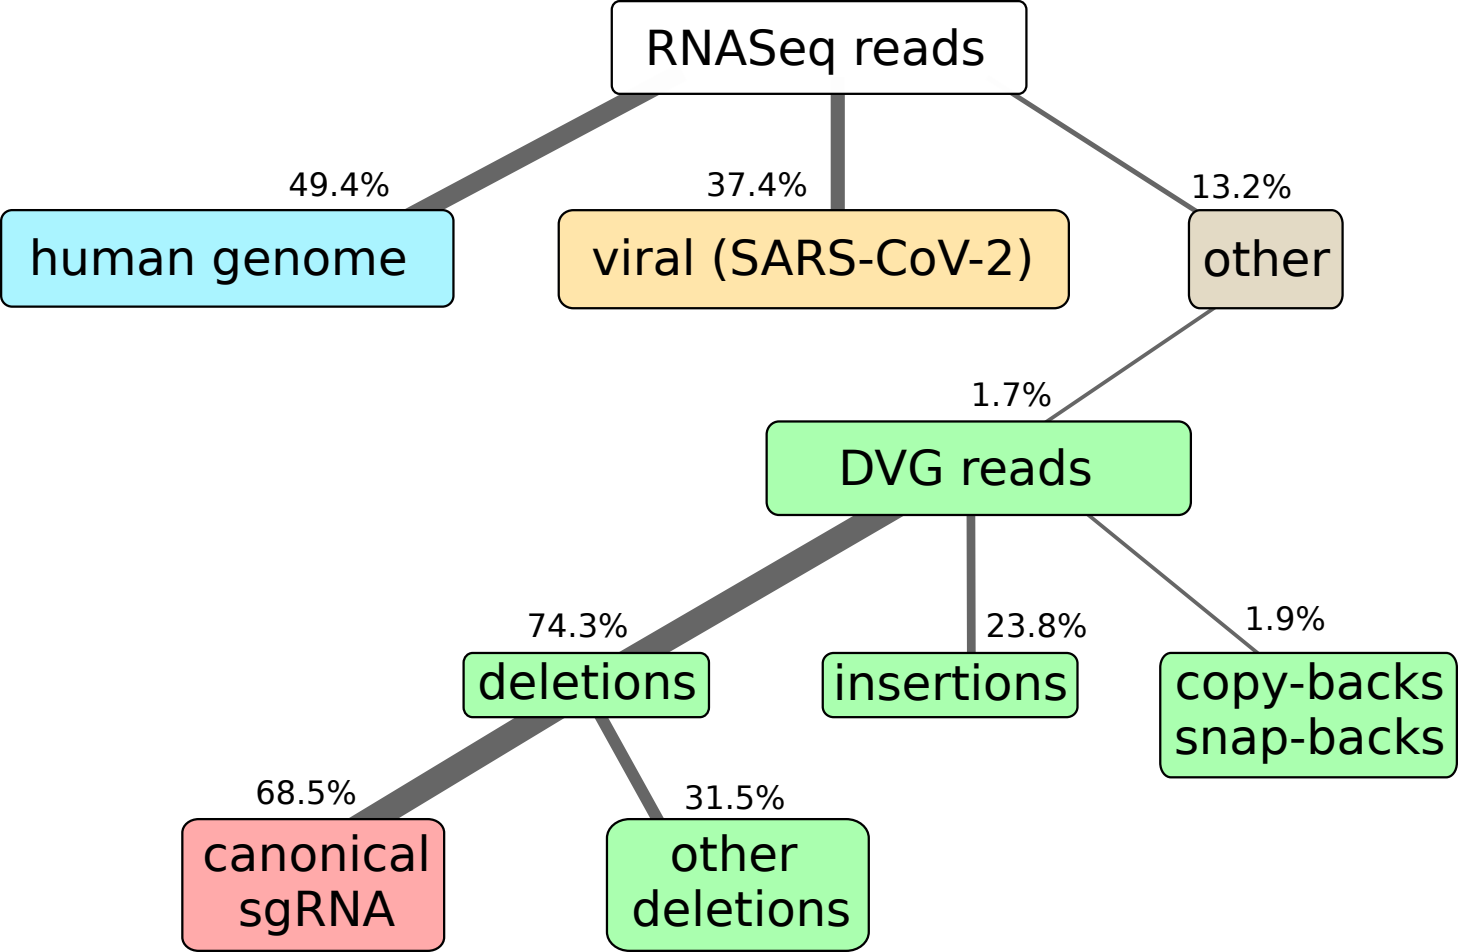 RNASeq reads
49.4%
37.4%
13.2%
human genome
viral (SARS-CoV-2)
other
1.7%
DVG reads
74.3%
23.8%
1.9%
deletions
insertions
copy-backs
snap-backs
68.5%
31.5%
canonical
sgRNA
other
deletions